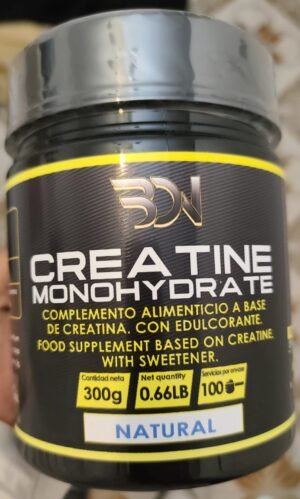 BDN
CREATINE
MONOHYDRATE
COMPLEMENTO ALIMENTICIO A BASE
DE CREATINA. CON EDULCORANTE.
FOOD SUPPLEMENT BASED ON CREATINE
WITH SWEETENER.
Cantidad neta Net quantity Servicios por envase
300g 0.66LB 100
NATURAL